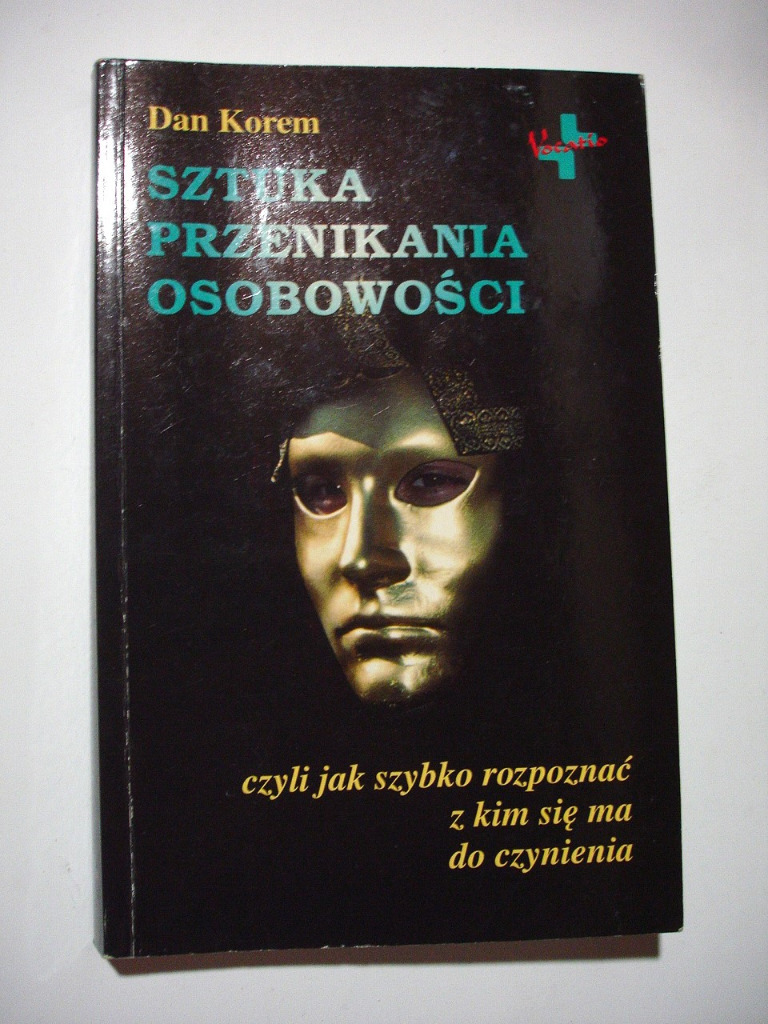 Dan Korem
Vocatio
SZTUKA
PRZENIKANIA
OSOBOWOŚCI
czyli jak szybko rozpoznać
z kim się ma
do czynienia